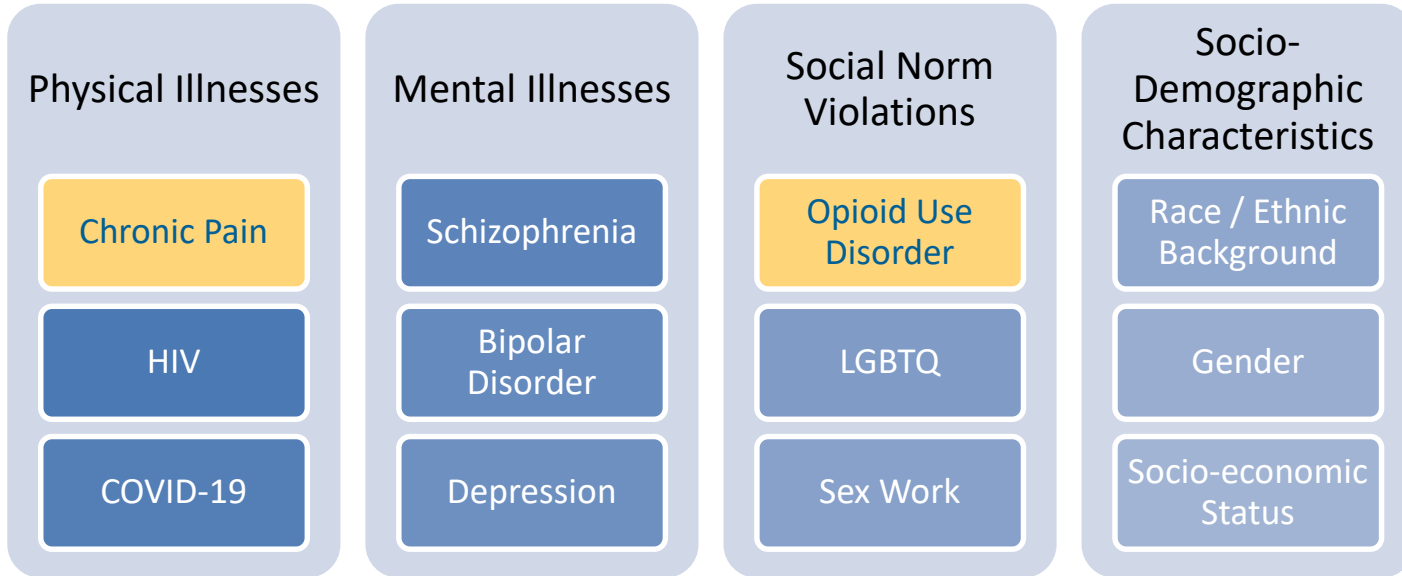 Physical Illnesses
Chronic Pain
HIV
COVID-19
Mental Illnesses
Schizophrenia
Bipolar
Disorder
Depression
Social Norm
Violations
Opioid Use
Disorder
LGBTQ
Sex Work
Socio-
Demographic
Characteristics
Race / Ethnic
Background
Gender
Socio-economic
Status